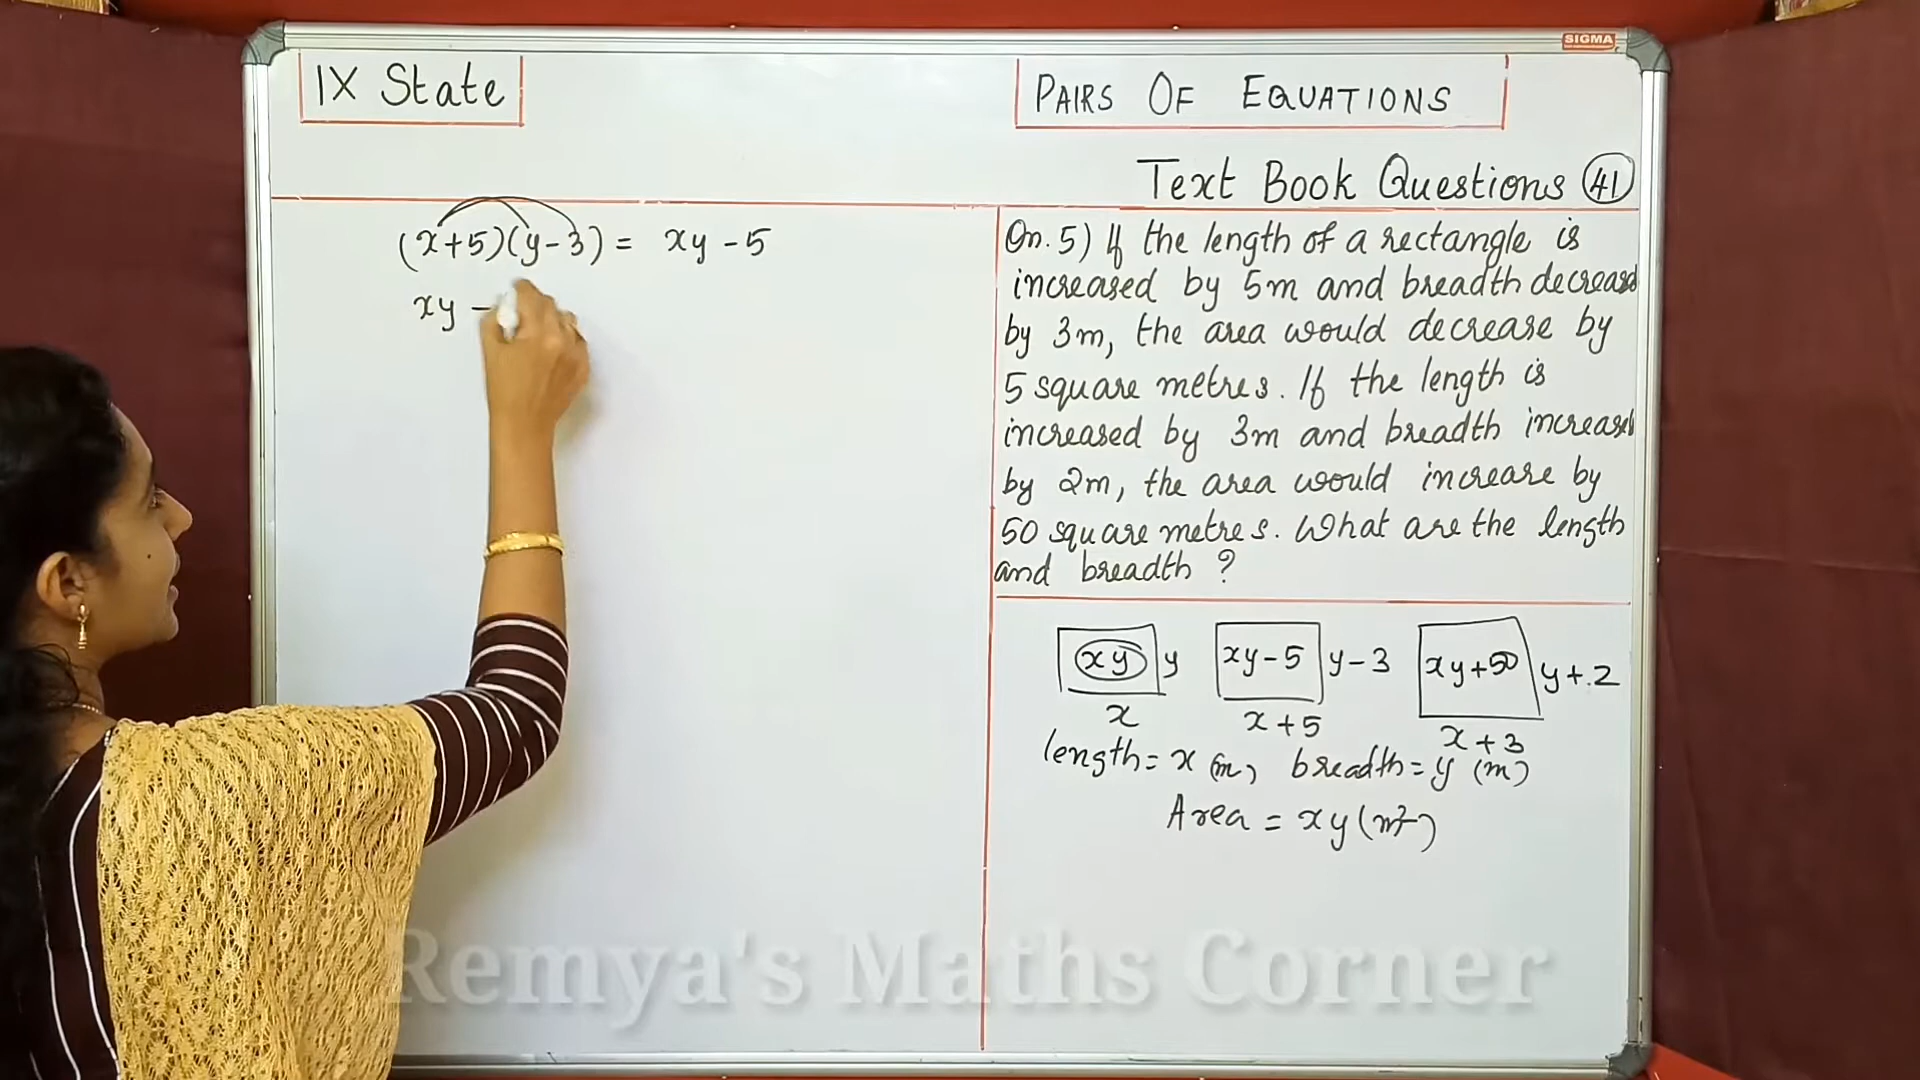 SIGMA
IX State
PAIRS OF EQUATIONS
Text Book Questions 41
(x+5)(y-3) = xy - 5
xy -
Qn. 5) If the length of a rectangle is
increased by 5m and breadth decreased
by 3m, the area would decrease by
5 square metres. If the length is
increased by 3m and breadth increased
by 2m, the area would increase by
50 square metres. What are the length
and breadth ?
xy y xy-5 y-3 xy+50 y+2
x x+5 x+3
length = x (m), breadth = y (m)
Area = xy (m²)
Remya's Maths Corner